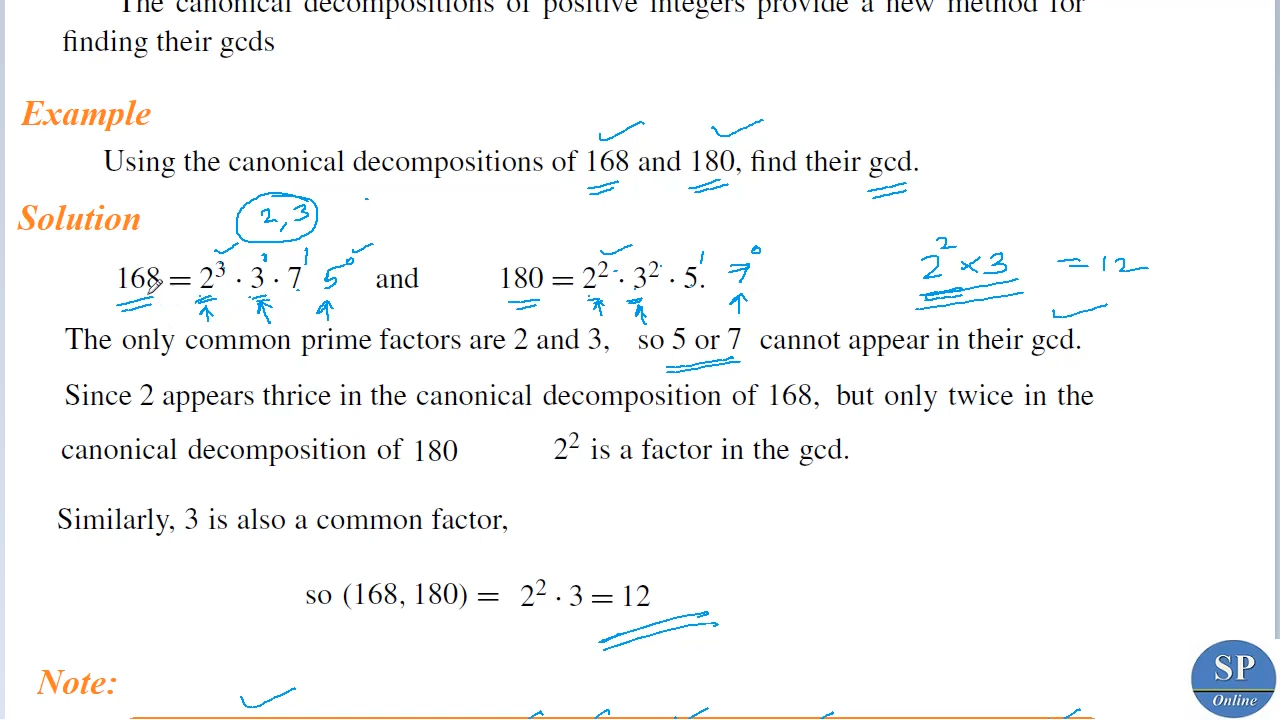 The canonical decompositions of positive integers provide a new method for
finding their gcds
Example
Using the canonical decompositions of 168 and 180, find their gcd.
Solution
2, 3
168 = 2³ · 3¹ · 7¹ 5⁰ and 180 = 2² · 3² · 5¹. 7⁰
2² × 3 = 12
The only common prime factors are 2 and 3, so 5 or 7 cannot appear in their gcd.
Since 2 appears thrice in the canonical decomposition of 168, but only twice in the
canonical decomposition of 180 2² is a factor in the gcd.
Similarly, 3 is also a common factor,
so (168, 180) = 2² · 3 = 12
Note:
SP
Online